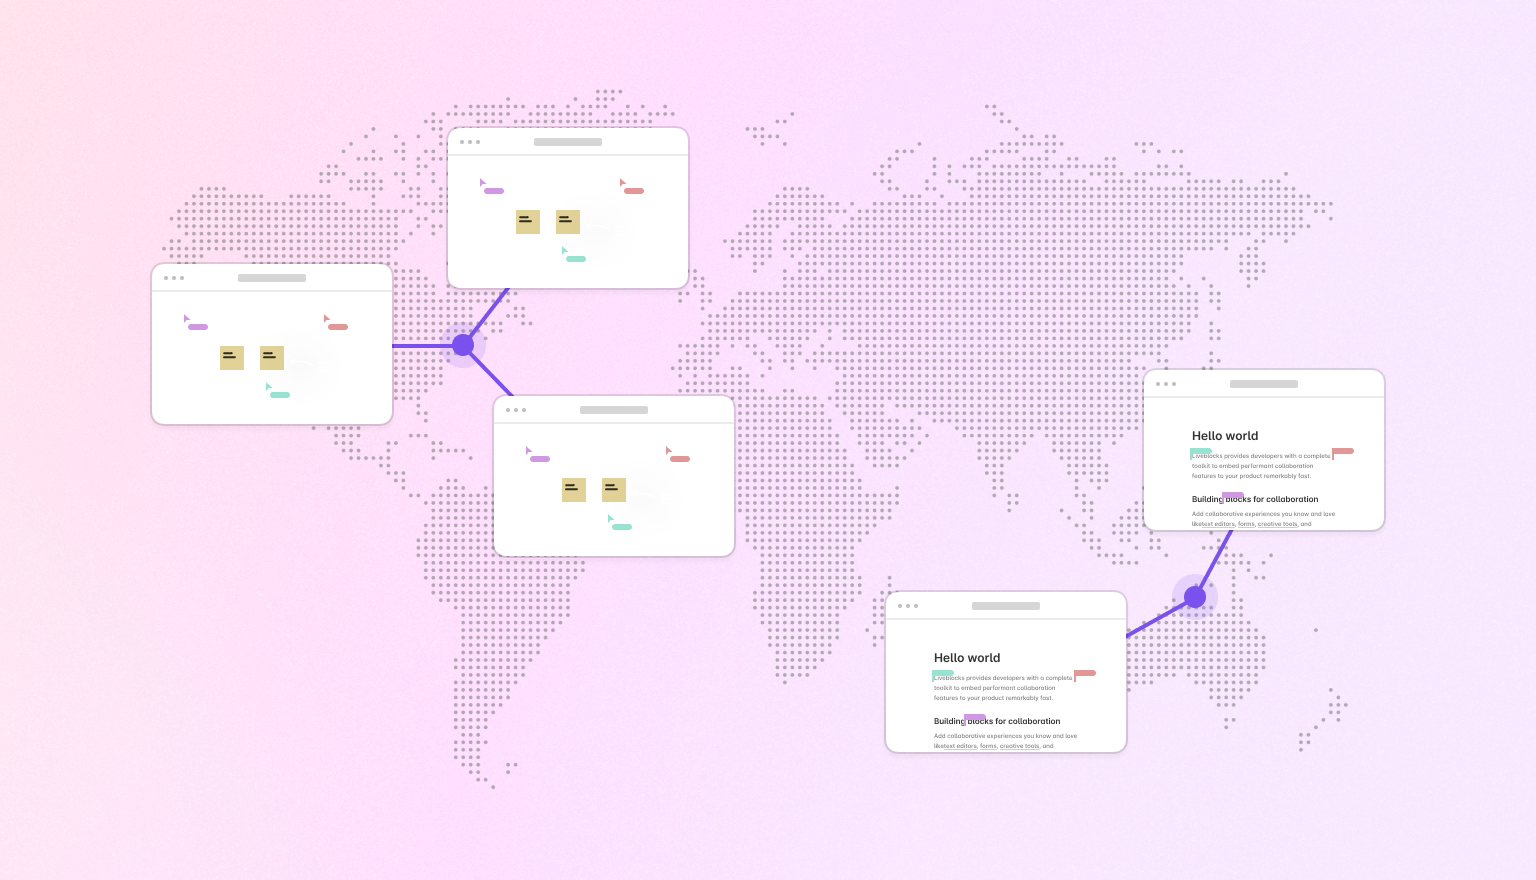 Hello world
Liveblocks provides developers with a complete
toolkit to embed performant collaboration
features to your product remarkably fast.
Building blocks for collaboration
Add collaborative experiences you know and love
liketext editors, forms, creative tools, and
Hello world
Liveblocks provides developers with a complete
toolkit to embed performant collaboration
features to your product remarkably fast.
Building blocks for collaboration
Add collaborative experiences you know and love
liketext editors, forms, creative tools, and